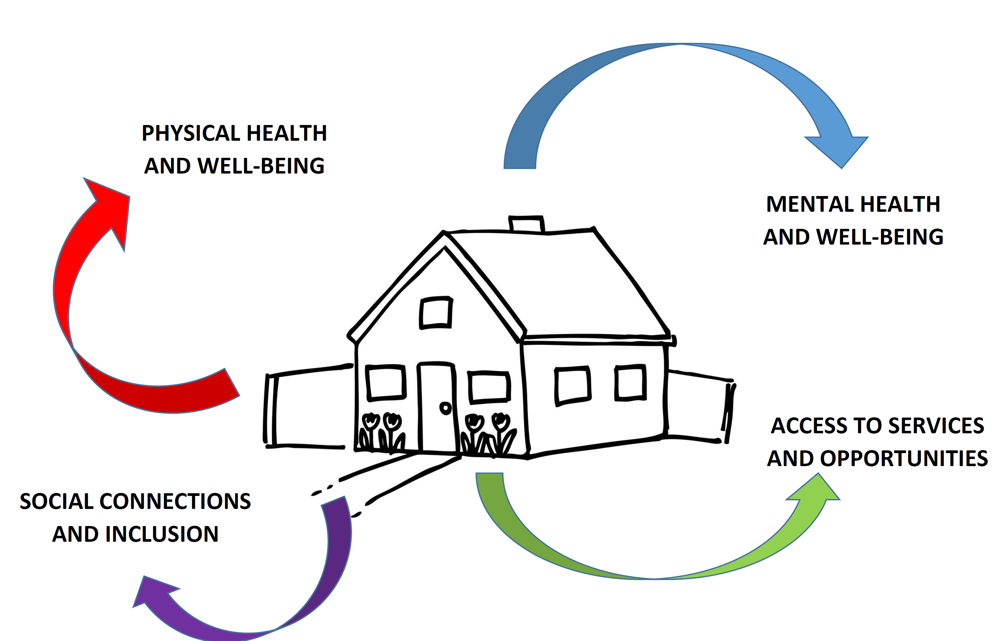 PHYSICAL HEALTH
AND WELL-BEING
MENTAL HEALTH
AND WELL-BEING
ACCESS TO SERVICES
AND OPPORTUNITIES
SOCIAL CONNECTIONS
AND INCLUSION